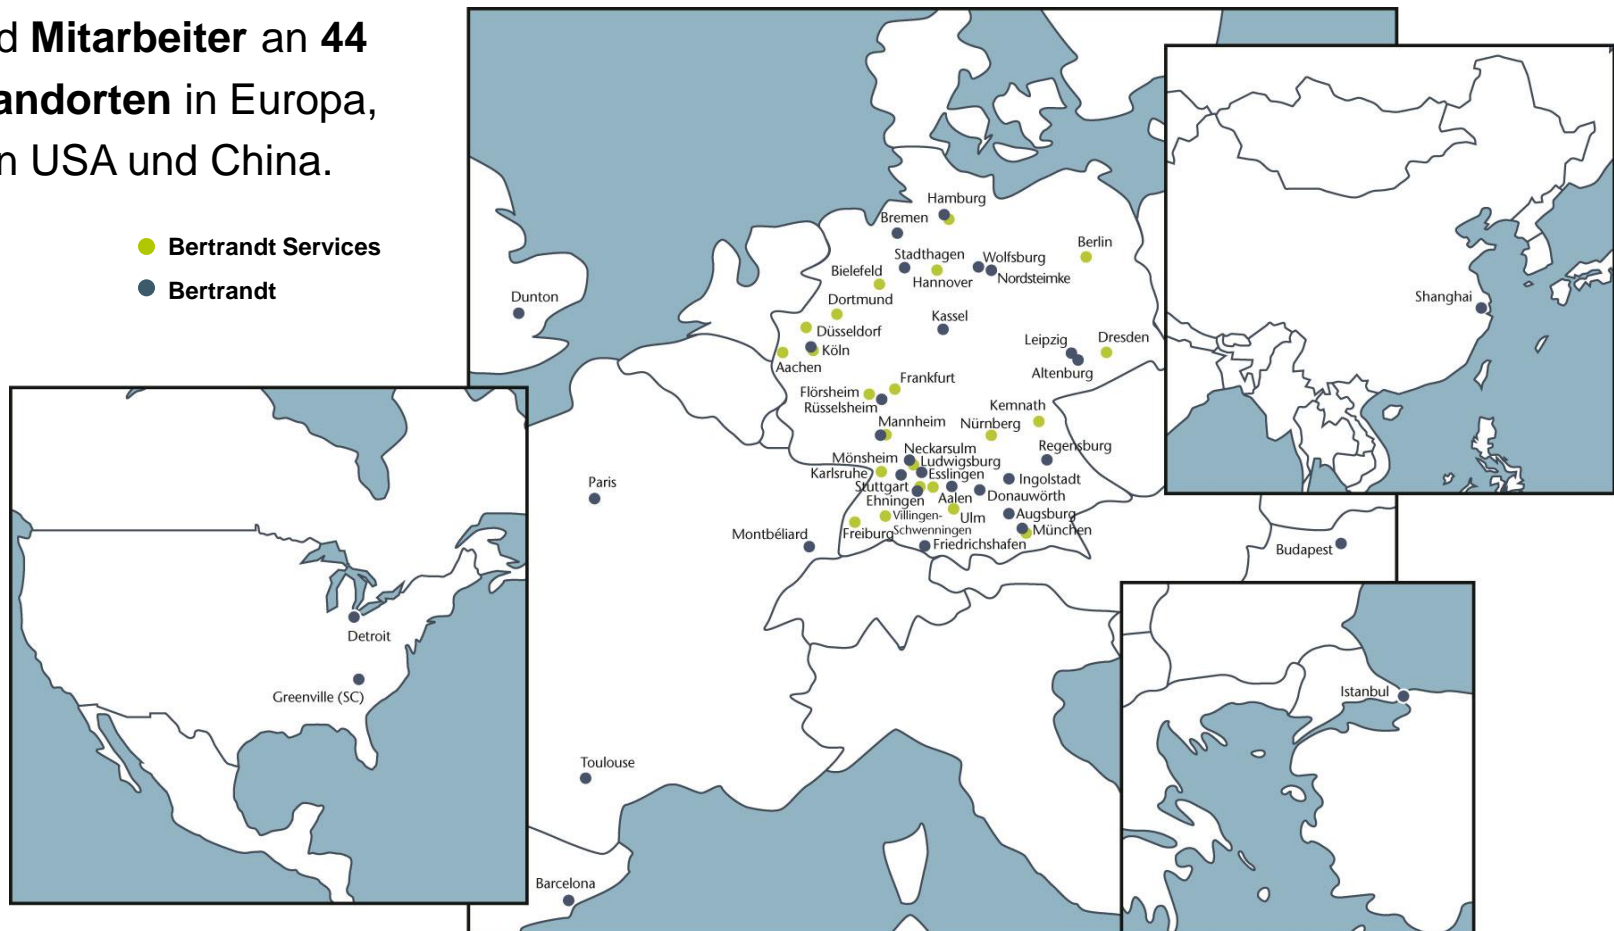 d Mitarbeiter an 44
andorten in Europa,
n USA und China.
Bertrandt Services
Bertrandt
Hamburg
Bremen
Berlin
Stadthagen
Wolfsburg
Bielefeld
Hannover
Nordsteimke
Dunton
Dortmund
Shanghai
Kassel
Düsseldorf
Leipzig
Dresden
Köln
Aachen
Altenburg
Frankfurt
Flörsheim
Rüsselsheim
Kemnath
Mannheim
Nürnberg
Neckarsulm
Regensburg
Mönsheim
Ludwigsburg
Karlsruhe
Esslingen
Ingolstadt
Paris
Stuttgart
Ehningen
Aalen
Donauwörth
Villingen-
Schwenningen
Ulm
Augsburg
Freiburg
München
Montbéliard
Friedrichshafen
Budapest
Detroit
Greenville (SC)
Istanbul
Toulouse
Barcelona